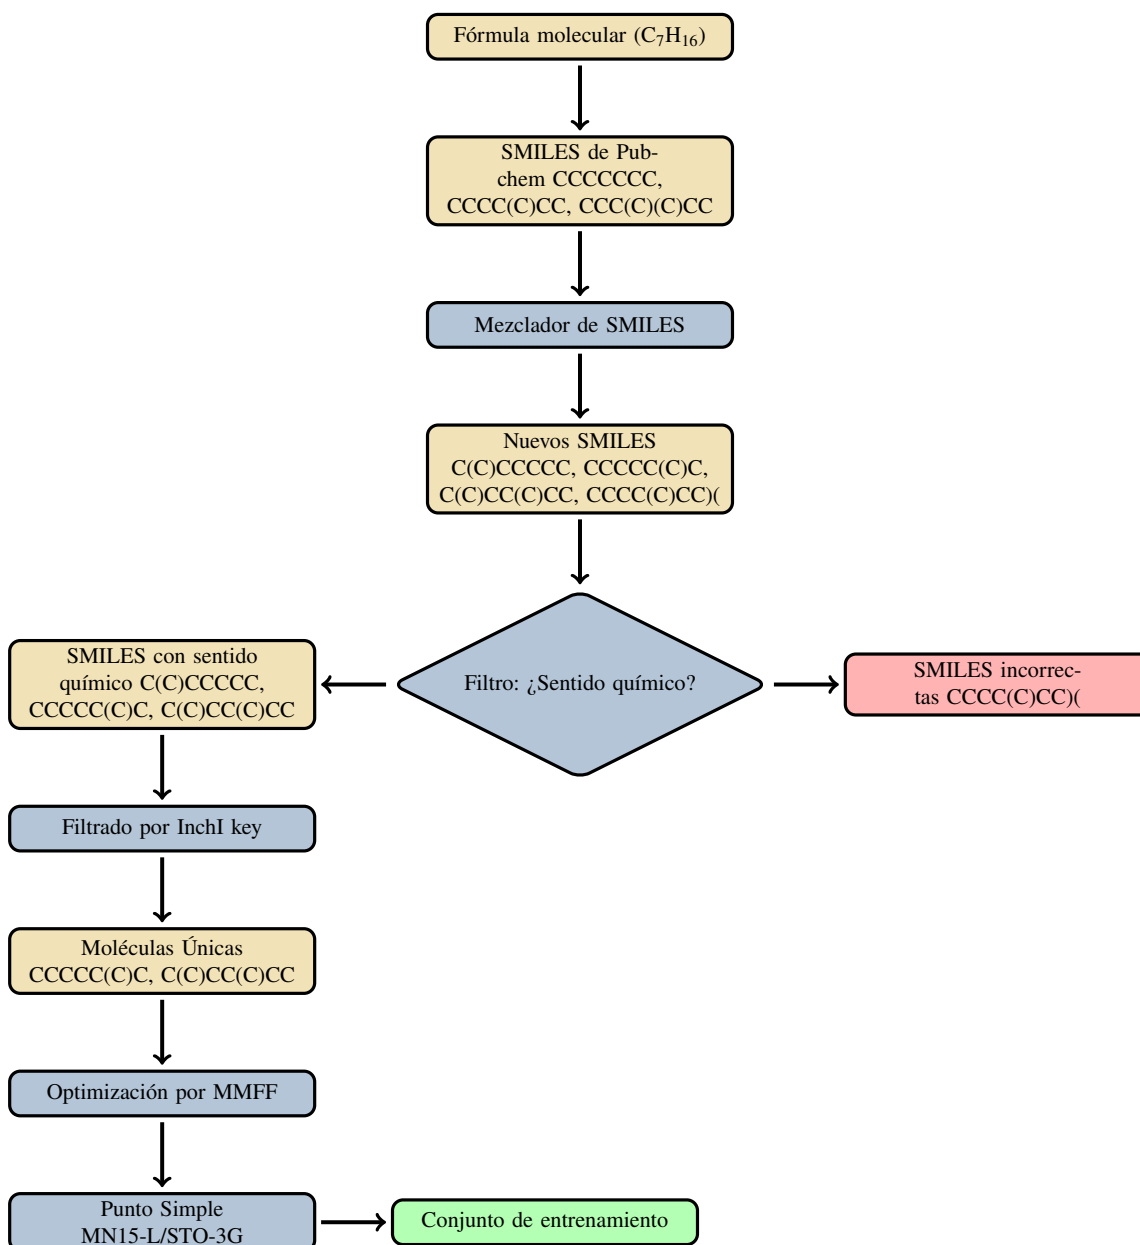 Fórmula molecular (C₇H₁₆)
SMILES de Pub-
chem CCCCCCC,
CCCC(C)CC, CCC(C)(C)CC
Mezclador de SMILES
Nuevos SMILES
C(C)CCCCC, CCCCC(C)C,
C(C)CC(C)CC, CCCC(C)CC)(
Filtro: ¿Sentido químico?
SMILES con sentido
químico C(C)CCCCC,
CCCCC(C)C, C(C)CC(C)CC
SMILES incorrec-
tas CCCC(C)CC)(
Filtrado por InchI key
Moléculas Únicas
CCCCC(C)C, C(C)CC(C)CC
Optimización por MMFF
Punto Simple
MN15-L/STO-3G
Conjunto de entrenamiento